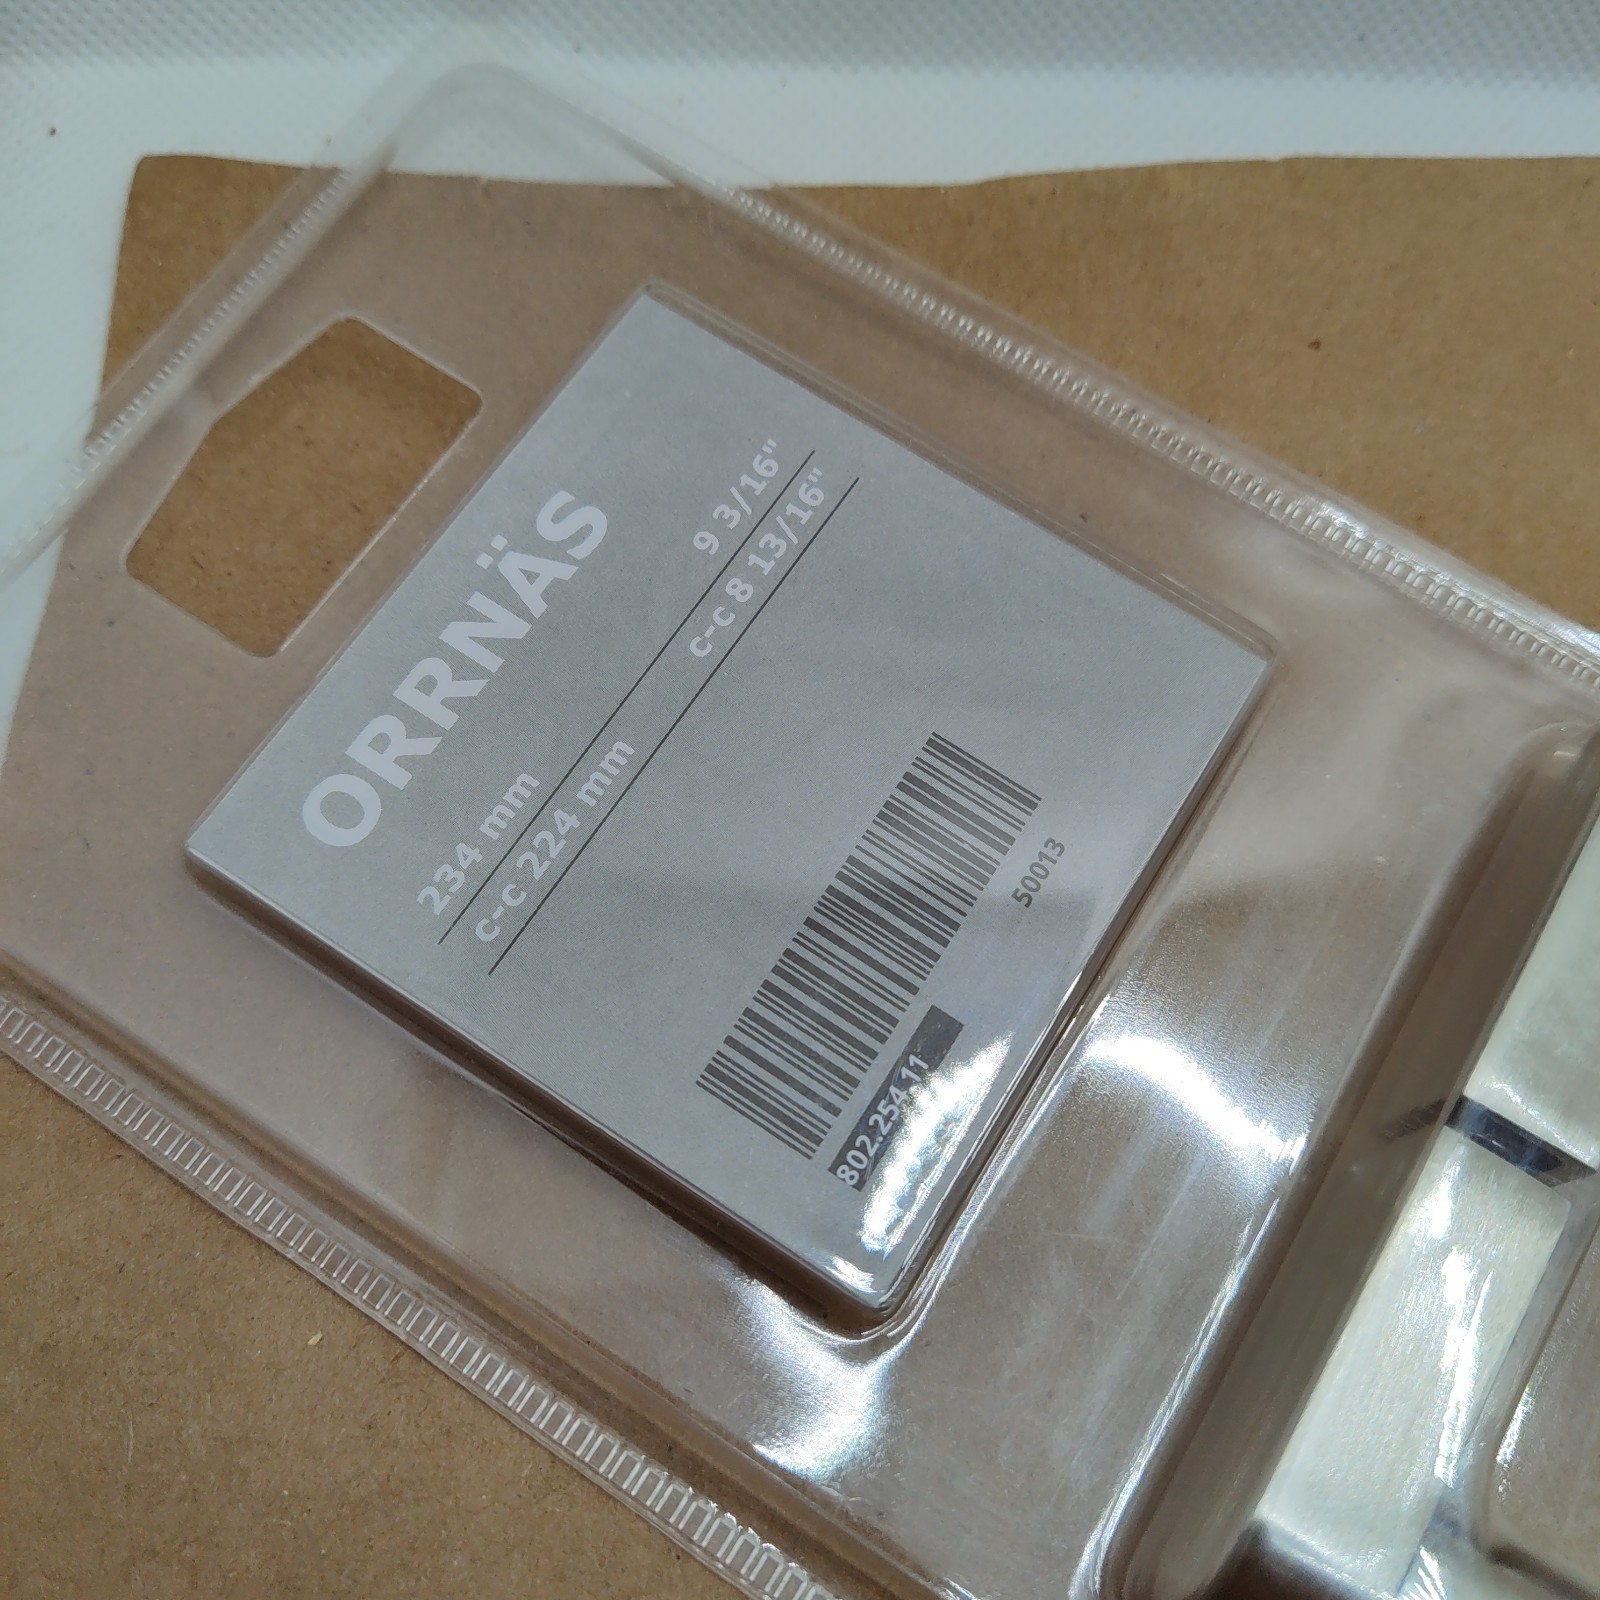 ORRNÄS
234 mm 9 3/16"
c-c 224 mm c-c 8 13/16"
50013
802.254.11